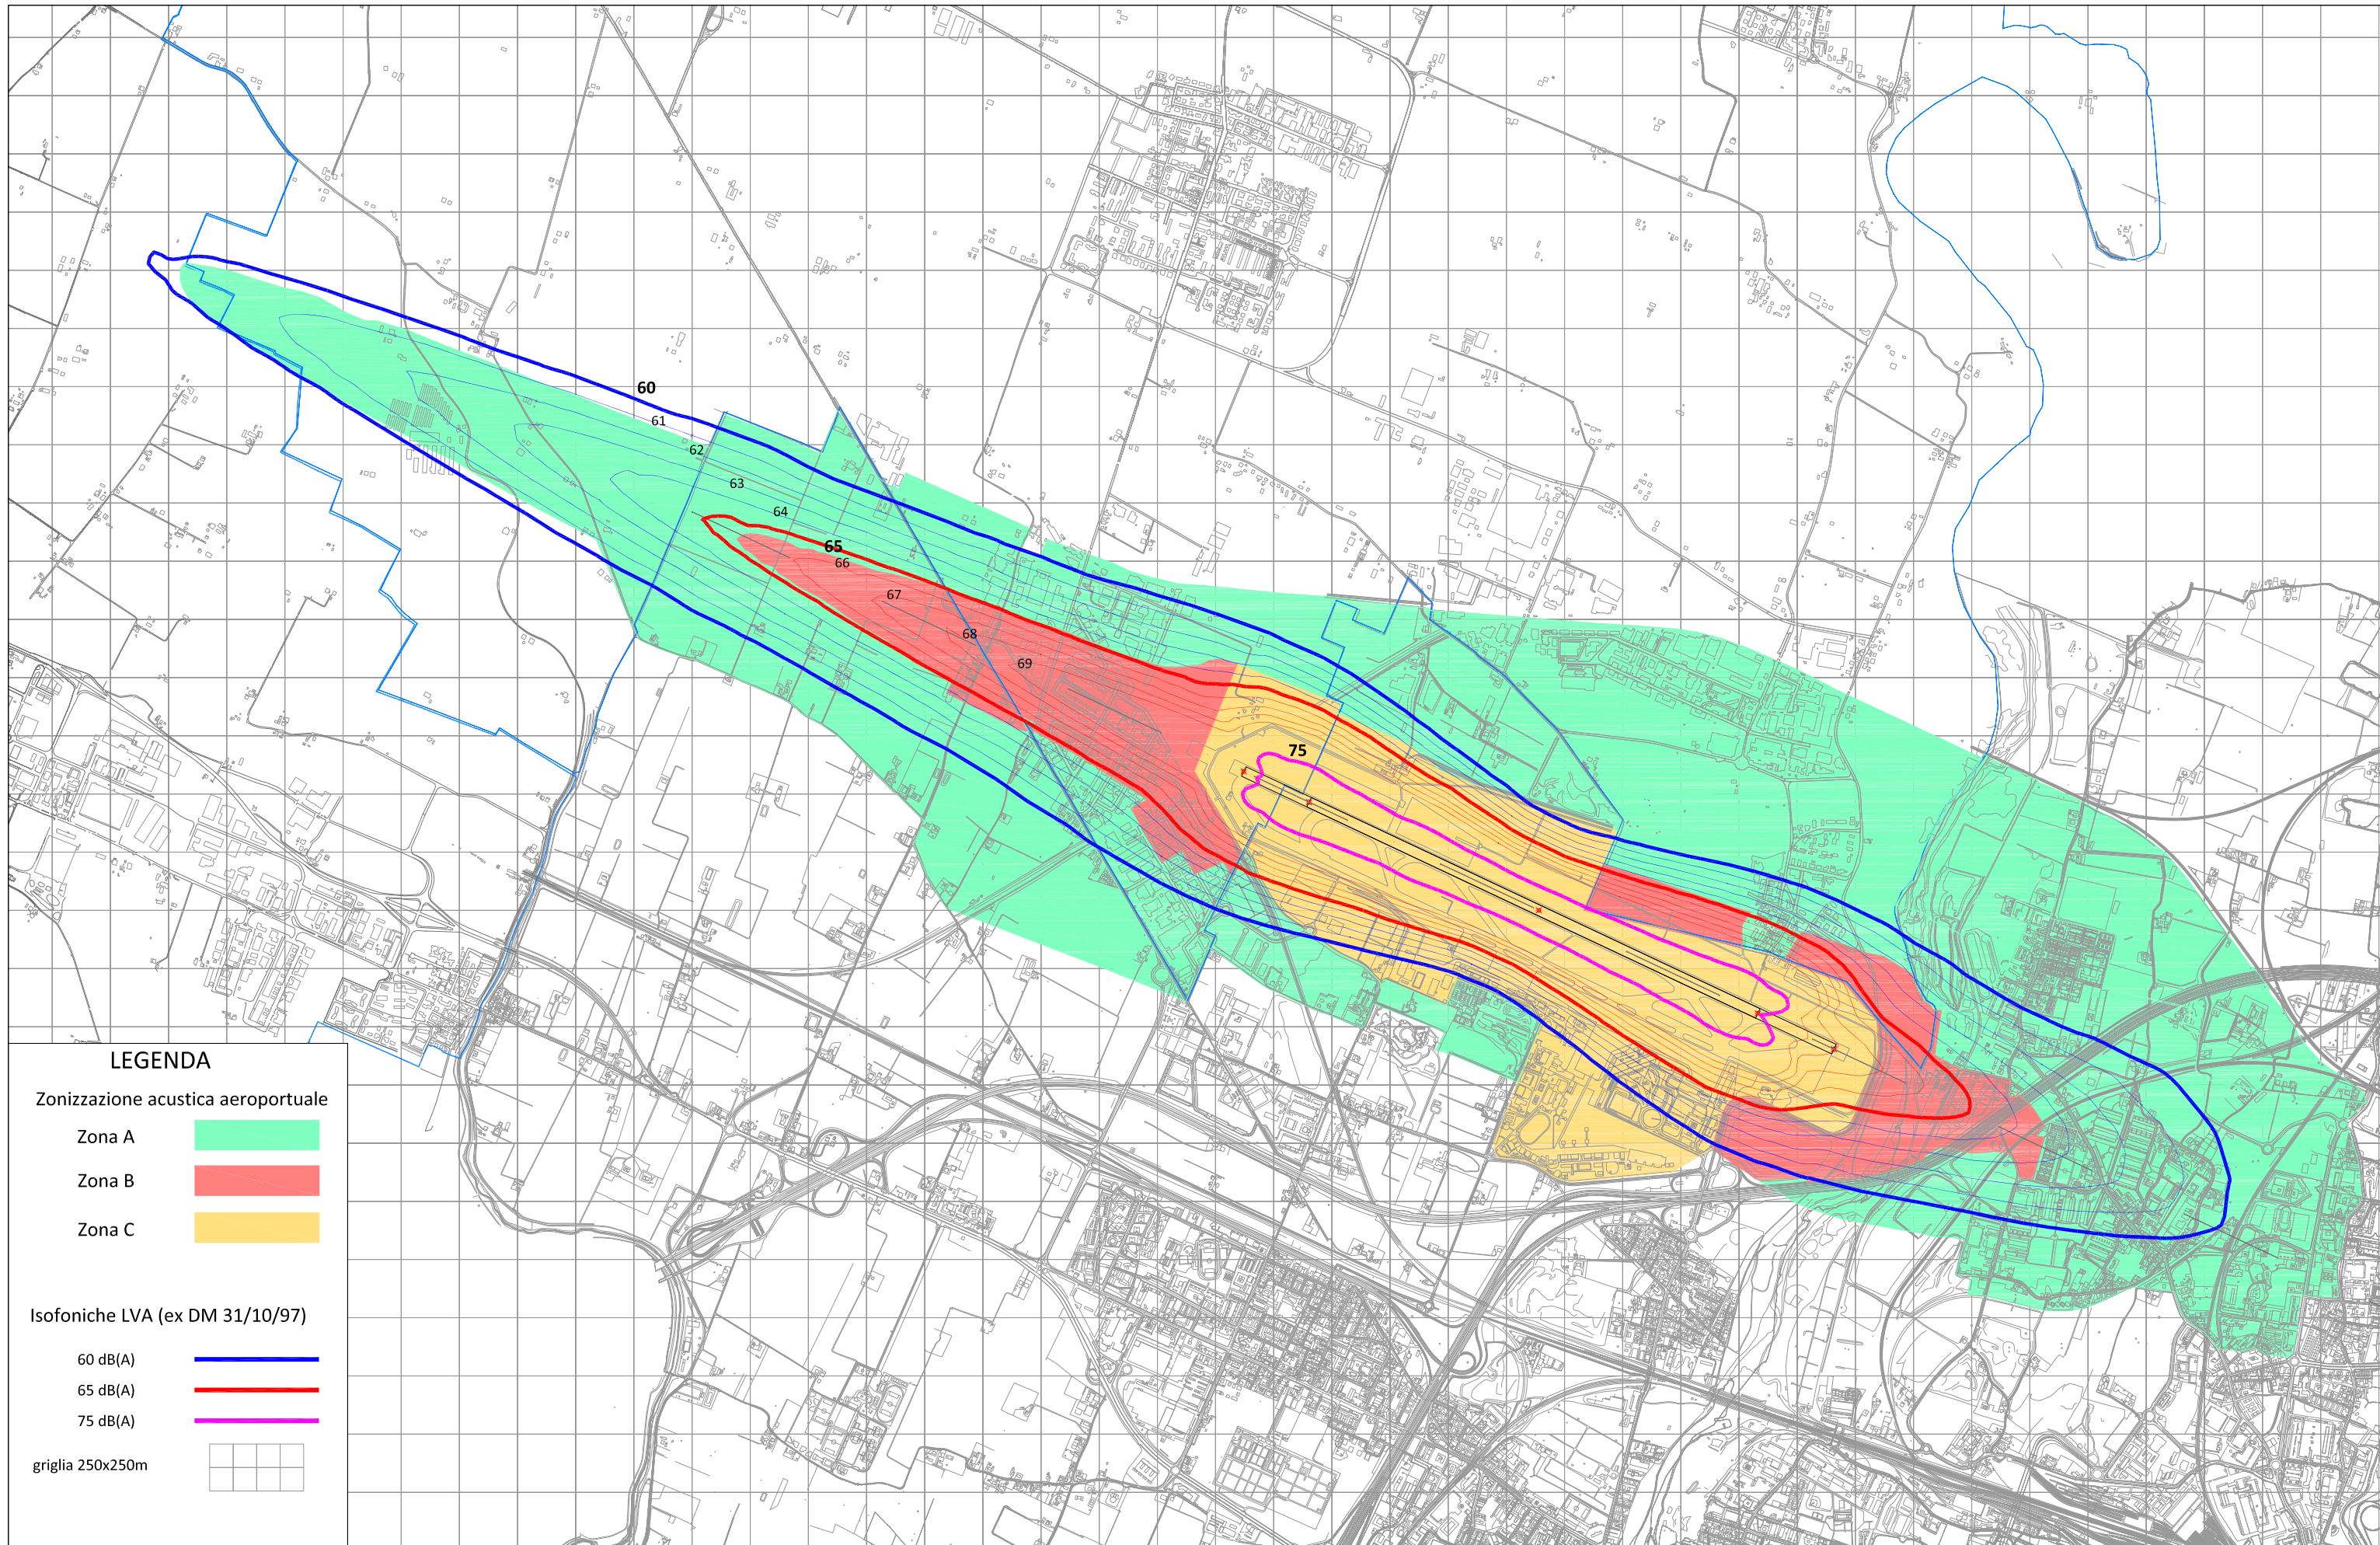 60
61
62
63
64
65
66
67
68
69
75
LEGENDA
Zonizzazione acustica aeroportuale
Zona A
Zona B
Zona C
Isofoniche LVA (ex DM 31/10/97)
60 dB(A)
65 dB(A)
75 dB(A)
griglia 250x250m